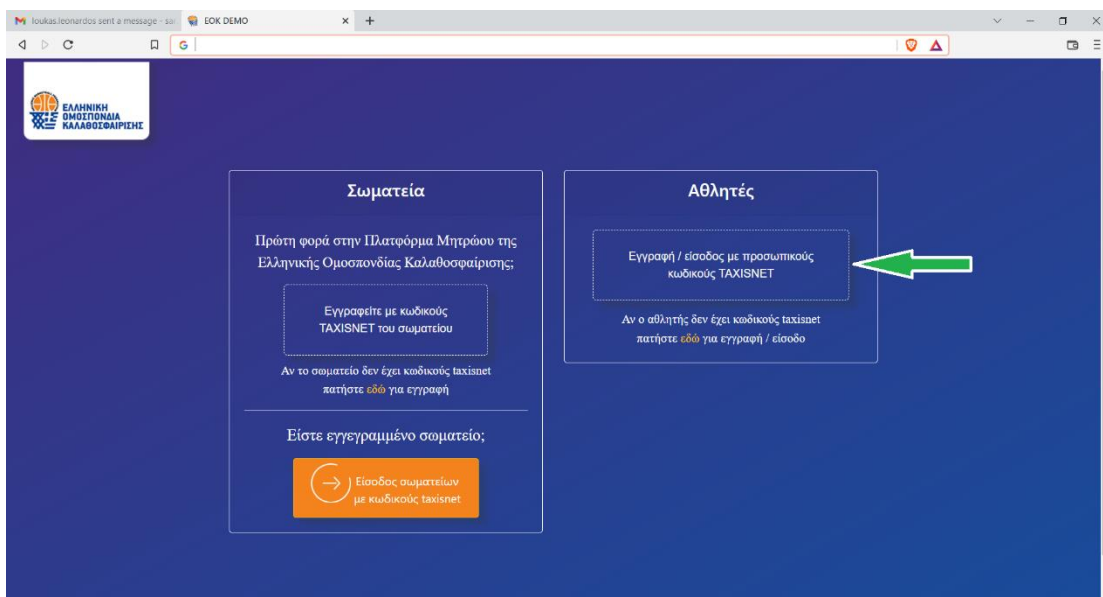 loukas.leonardos sent a message - sa
EOK DEMO
ΕΛΛΗΝΙΚΗ
ΟΜΟΣΠΟΝΔΙΑ
ΚΑΛΑΘΟΣΦΑΙΡΙΣΗΣ
Σωματεία
Πρώτη φορά στην Πλατφόρμα Μητρώου της
Ελληνικής Ομοσπονδίας Καλαθοσφαίρισης;
Εγγραφείτε με κωδικούς
TAXISNET του σωματείου
Αν το σωματείο δεν έχει κωδικούς taxisnet
πατήστε εδώ για εγγραφή
Είστε εγγεγραμμένο σωματείο;
Είσοδος σωματείων
με κωδικούς taxisnet
Αθλητές
Εγγραφή / είσοδος με προσωπικούς
κωδικούς TAXISNET
Αν ο αθλητής δεν έχει κωδικούς taxisnet
πατήστε εδώ για εγγραφή / είσοδο